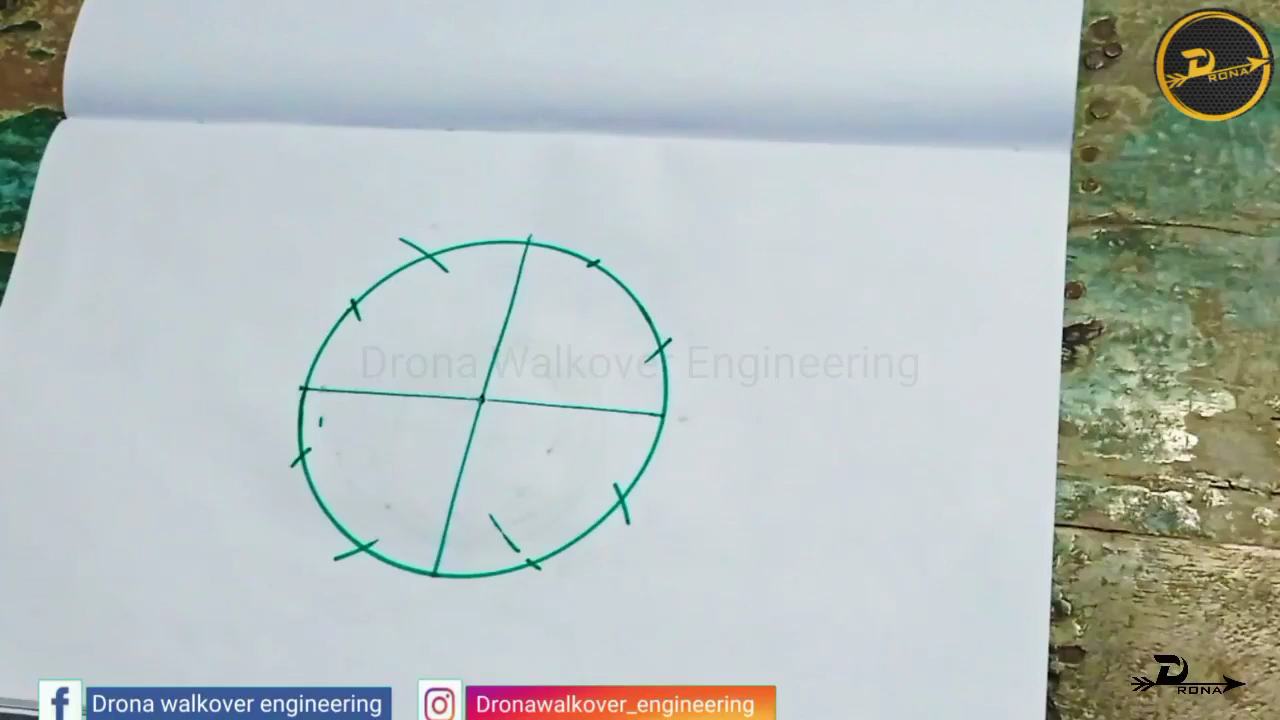 D
RONA
Drona Walkover Engineering
Drona walkover engineering
Dronawalkover_engineering
D
RONA